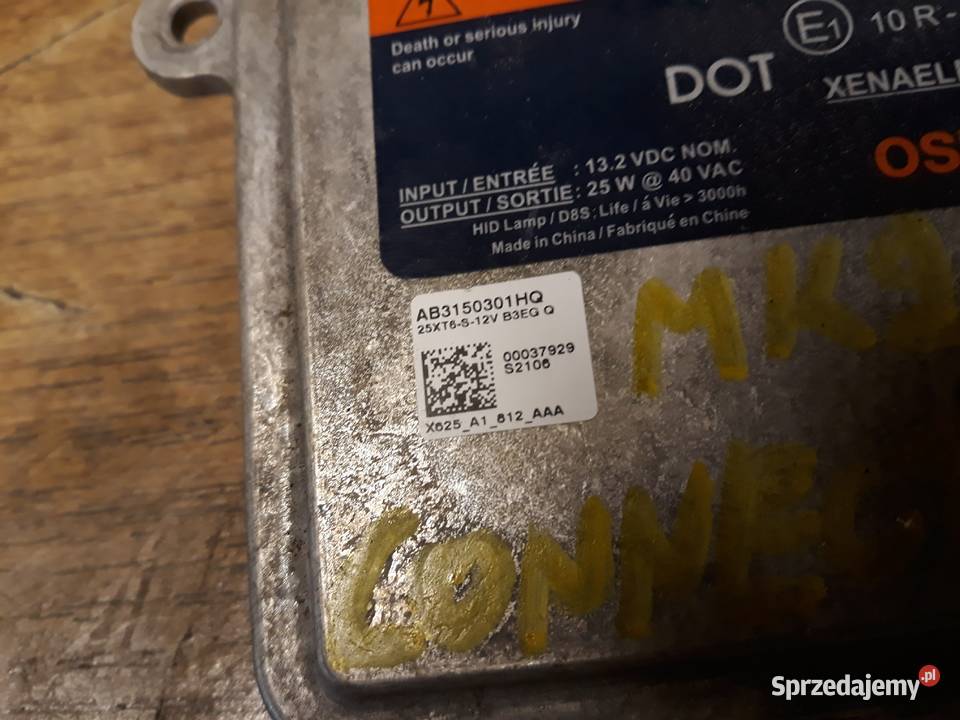 Death or serious injury
can occur
E1 10 R -
DOT
INPUT / ENTRÉE : 13.2 VDC NOM.
OUTPUT / SORTIE : 25 W @ 40 VAC
HID Lamp / D8S; Life / á Vie > 3000h
Made in China / Fabriqué en Chine
AB3150301HQ
25XT6-S-12V B3EG Q
00037929
S2106
X625_A1_612_AAA
Sprzedajemy.pl